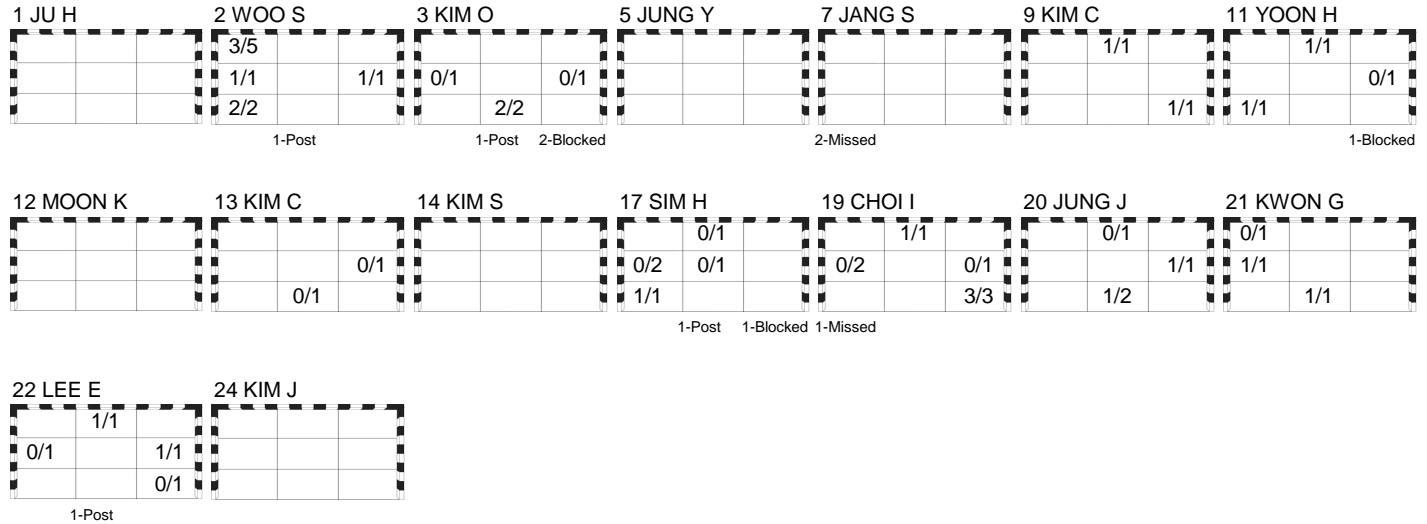 1 JU H 2 WOO S 3 KIM O 5 JUNG Y 7 JANG S 9 KIM C 11 YOON H
3/5 1/1 1/1
1/1 1/1 0/1 0/1 0/1
2/2 2/2 1/1 1/1
1-Post 1-Post 2-Blocked 2-Missed 1-Blocked
12 MOON K 13 KIM C 14 KIM S 17 SIM H 19 CHOI I 20 JUNG J 21 KWON G
0/1 1/1 0/1 0/1
0/1 0/2 0/1 0/2 0/1 1/1 1/1
0/1 1/1 3/3 1/2 1/1
1-Post 1-Blocked 1-Missed
22 LEE E 24 KIM J
1/1
0/1 1/1
0/1
1-Post